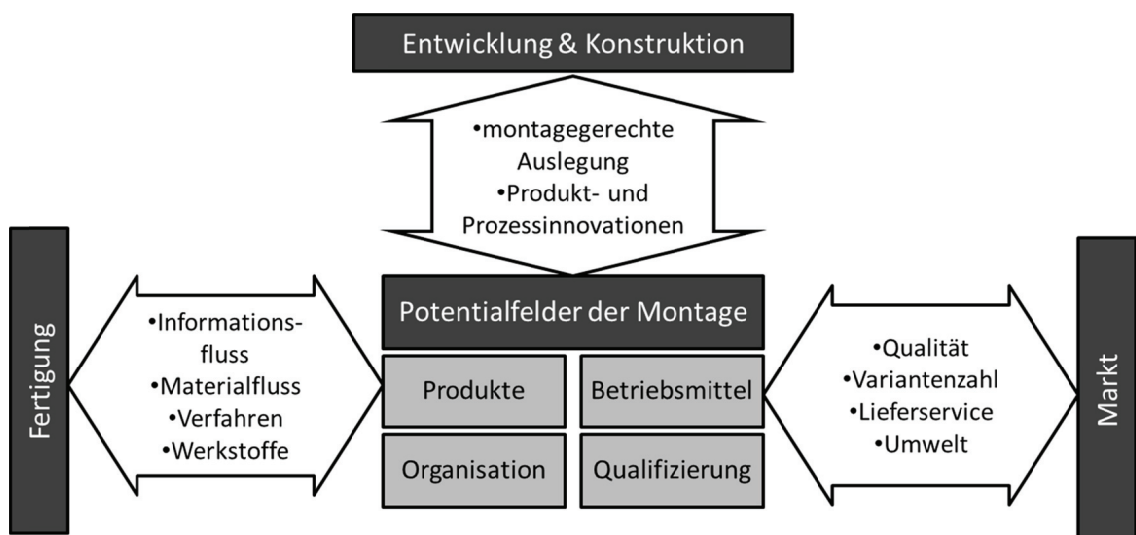 Entwicklung & Konstruktion
•montagegerechte
Auslegung
•Produkt- und
Prozessinnovationen
Fertigung
•Informations-
fluss
•Materialfluss
•Verfahren
•Werkstoffe
Potentialfelder der Montage
Produkte
Betriebsmittel
Organisation
Qualifizierung
•Qualität
•Variantenzahl
•Lieferservice
•Umwelt
Markt